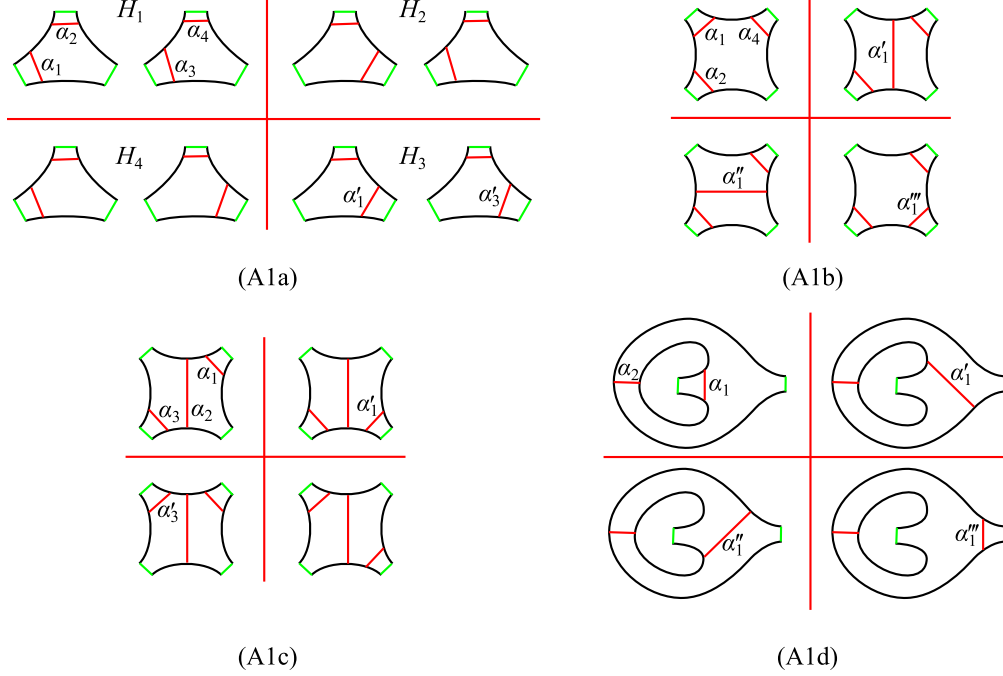 H₁ H₂
α₂ α₄
α₁ α₃
H₄ H₃
α′₁ α′₃
(A1a)
α₁ α₄ α′₁
α₂
α″₁
α‴₁
(A1b)
α₁
α₃ α₂ α′₁
α′₃
(A1c)
α₂ α₁ α′₁
α″₁ α‴₁
(A1d)